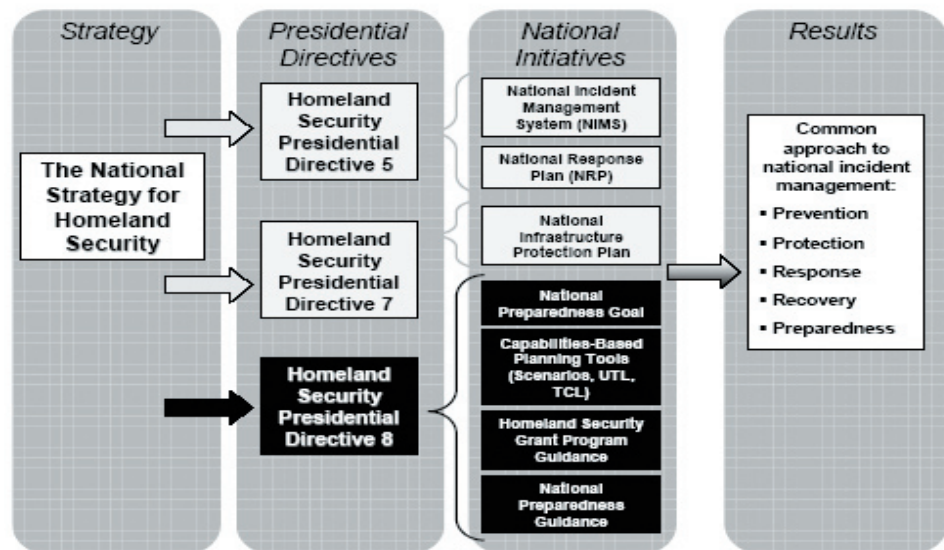 Strategy
The National
Strategy for
Homeland
Security
Presidential
Directives
Homeland
Security
Presidential
Directive 5
Homeland
Security
Presidential
Directive 7
Homeland
Security
Presidential
Directive 8
National
Initiatives
National Incident
Management
System (NIMS)
National Response
Plan (NRP)
National
Infrastructure
Protection Plan
National
Preparedness Goal
Capabilities-Based
Planning Tools
(Scenarios, UTL,
TCL)
Homeland Security
Grant Program
Guidance
National
Preparedness
Guidance
Results
Common
approach to
national incident
management:
▪ Prevention
▪ Protection
▪ Response
▪ Recovery
▪ Preparedness